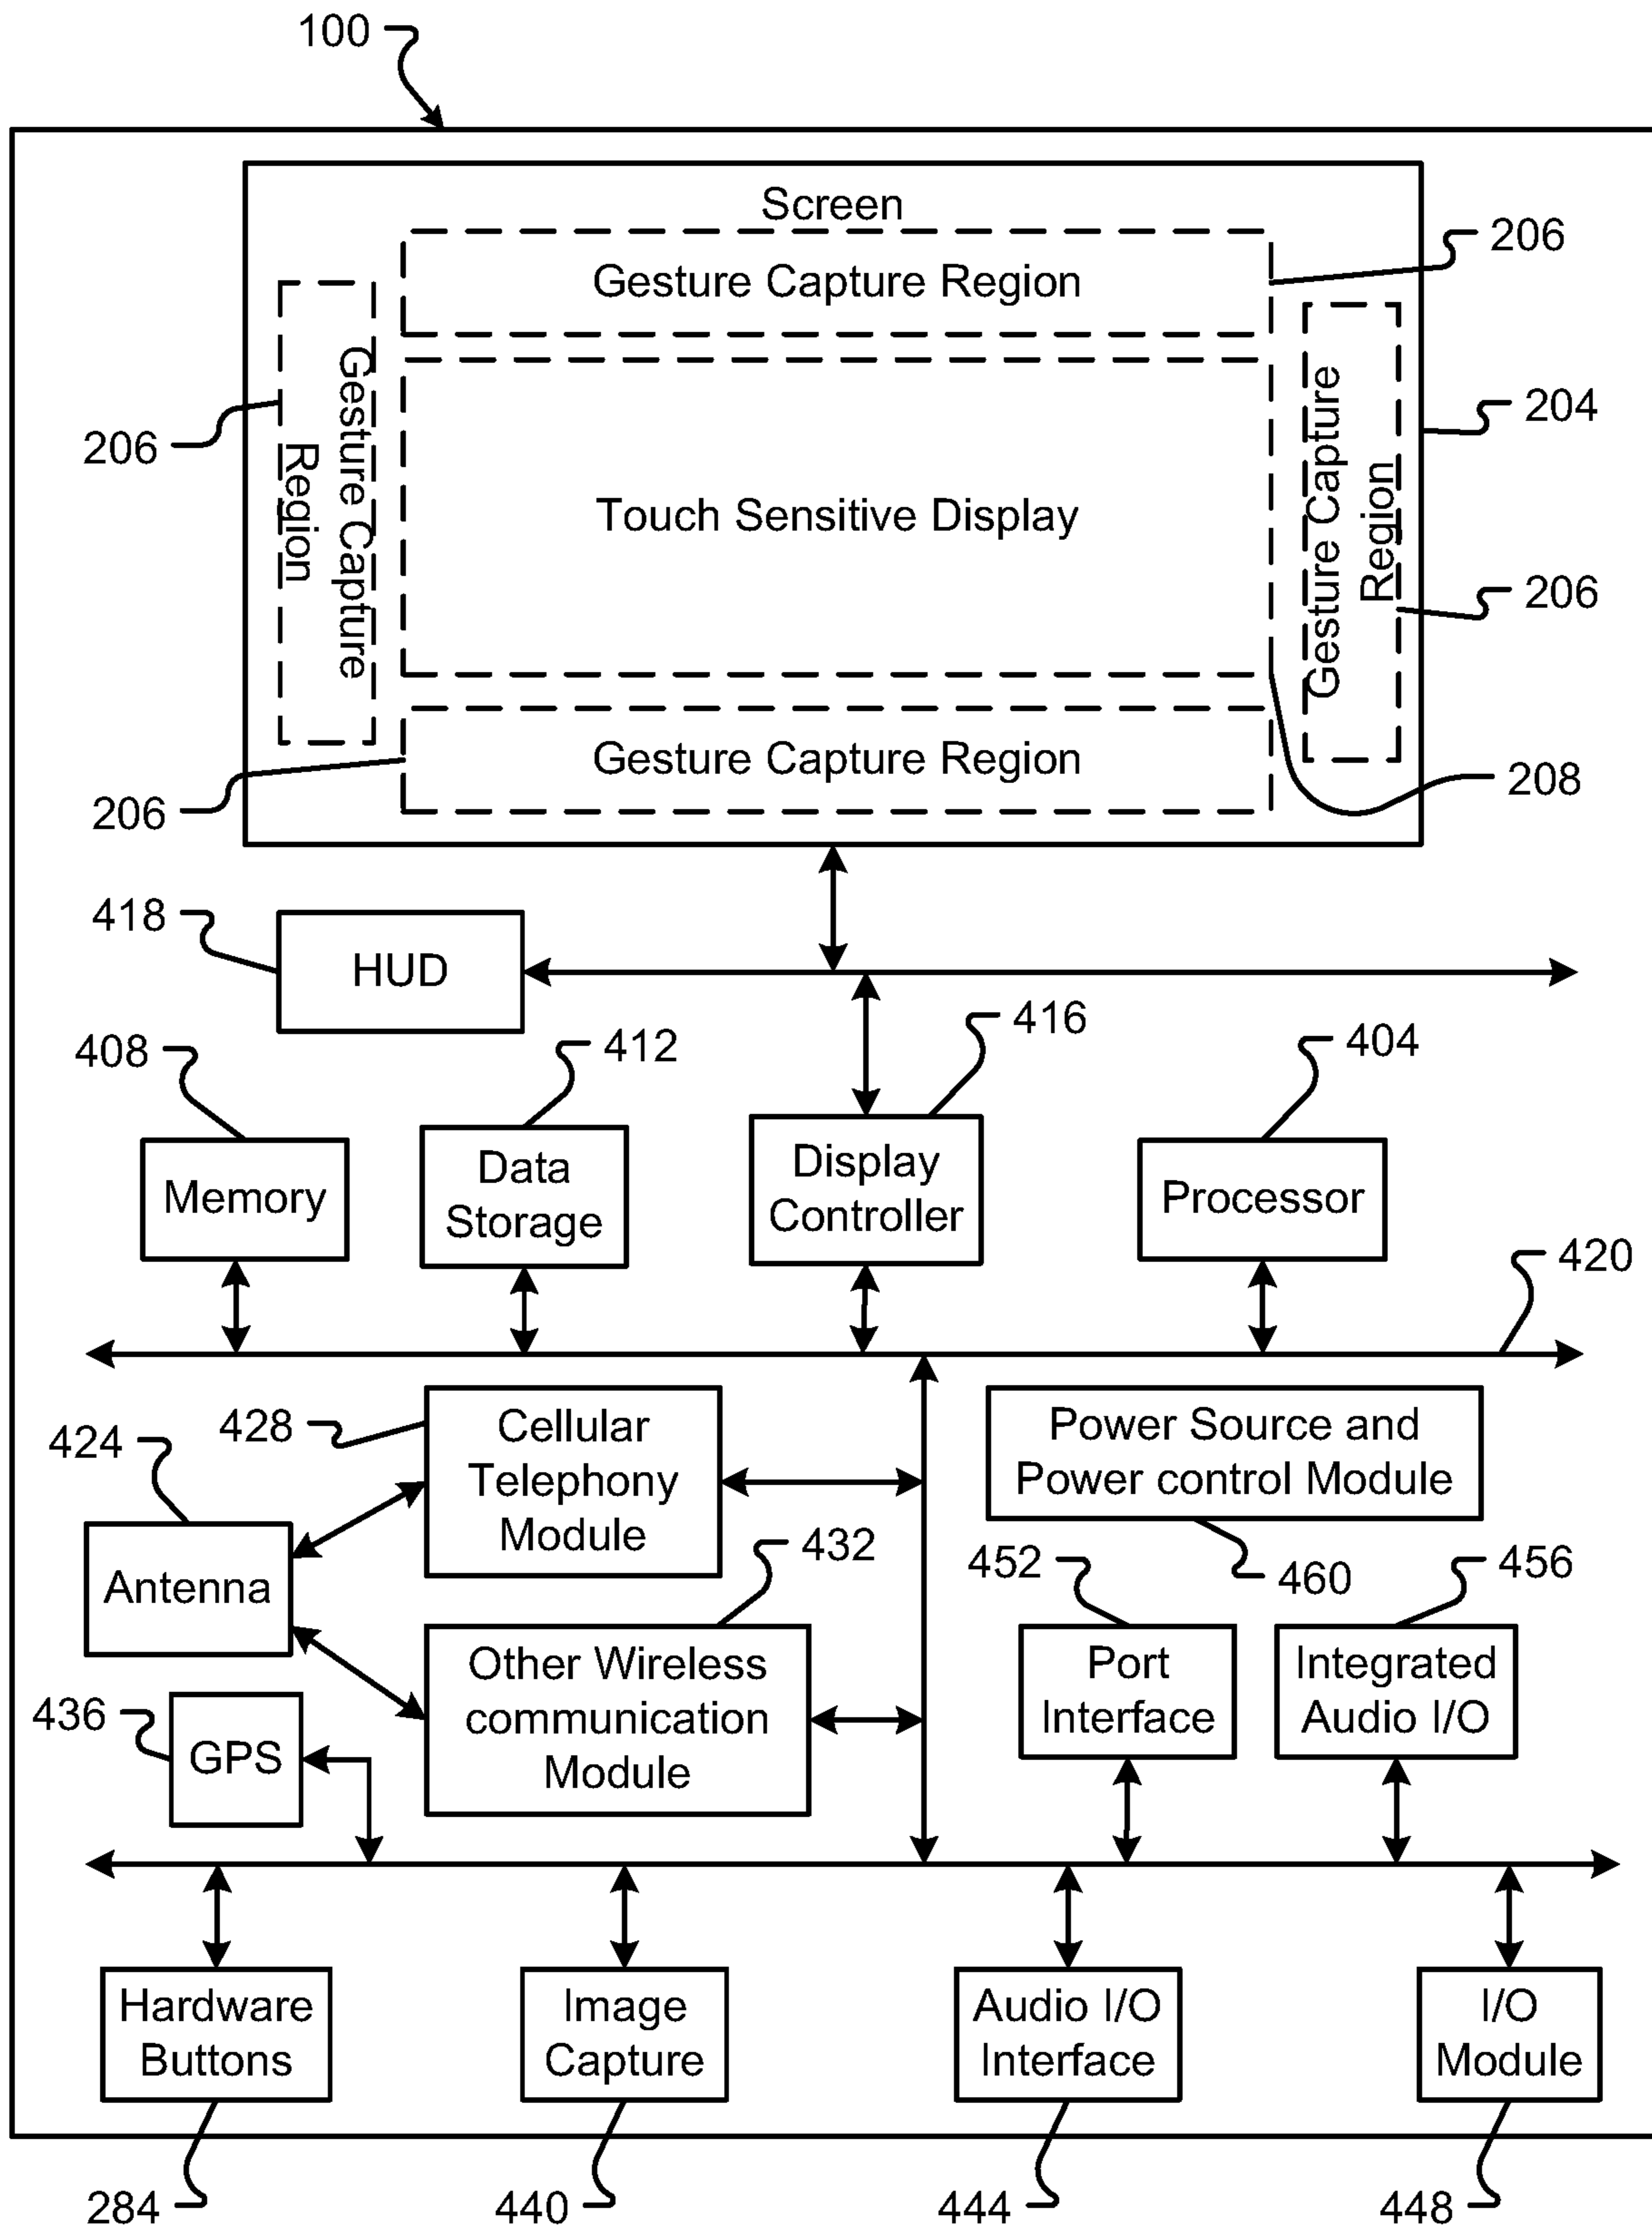 100
Screen
Gesture Capture Region
206
Gesture Capture
Region
206
Touch Sensitive Display
Gesture Capture
Region
204
206
Gesture Capture Region
206
208
418
HUD
408
412
416
404
Memory
Data
Storage
Display
Controller
Processor
420
424
428
Cellular
Telephony
Module
Power Source and
Power control Module
Antenna
432
452
460
456
436
GPS
Other Wireless
communication
Module
Port
Interface
Integrated
Audio I/O
Hardware
Buttons
Image
Capture
Audio I/O
Interface
I/O
Module
284
440
444
448